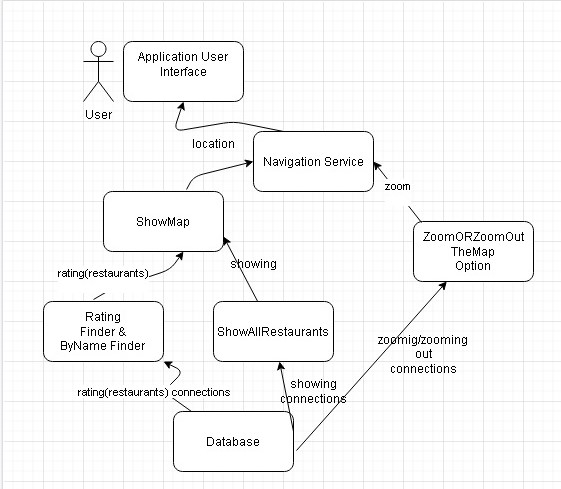 Application User
Interface
User
location
Navigation Service
zoom
ShowMap
ZoomORZoomOut
TheMap
Option
showing
rating(restaurants)
Rating
Finder &
ByName Finder
ShowAllRestaurants
zoomig/zooming
out
connections
showing
connections
rating(restaurants) connections
Database